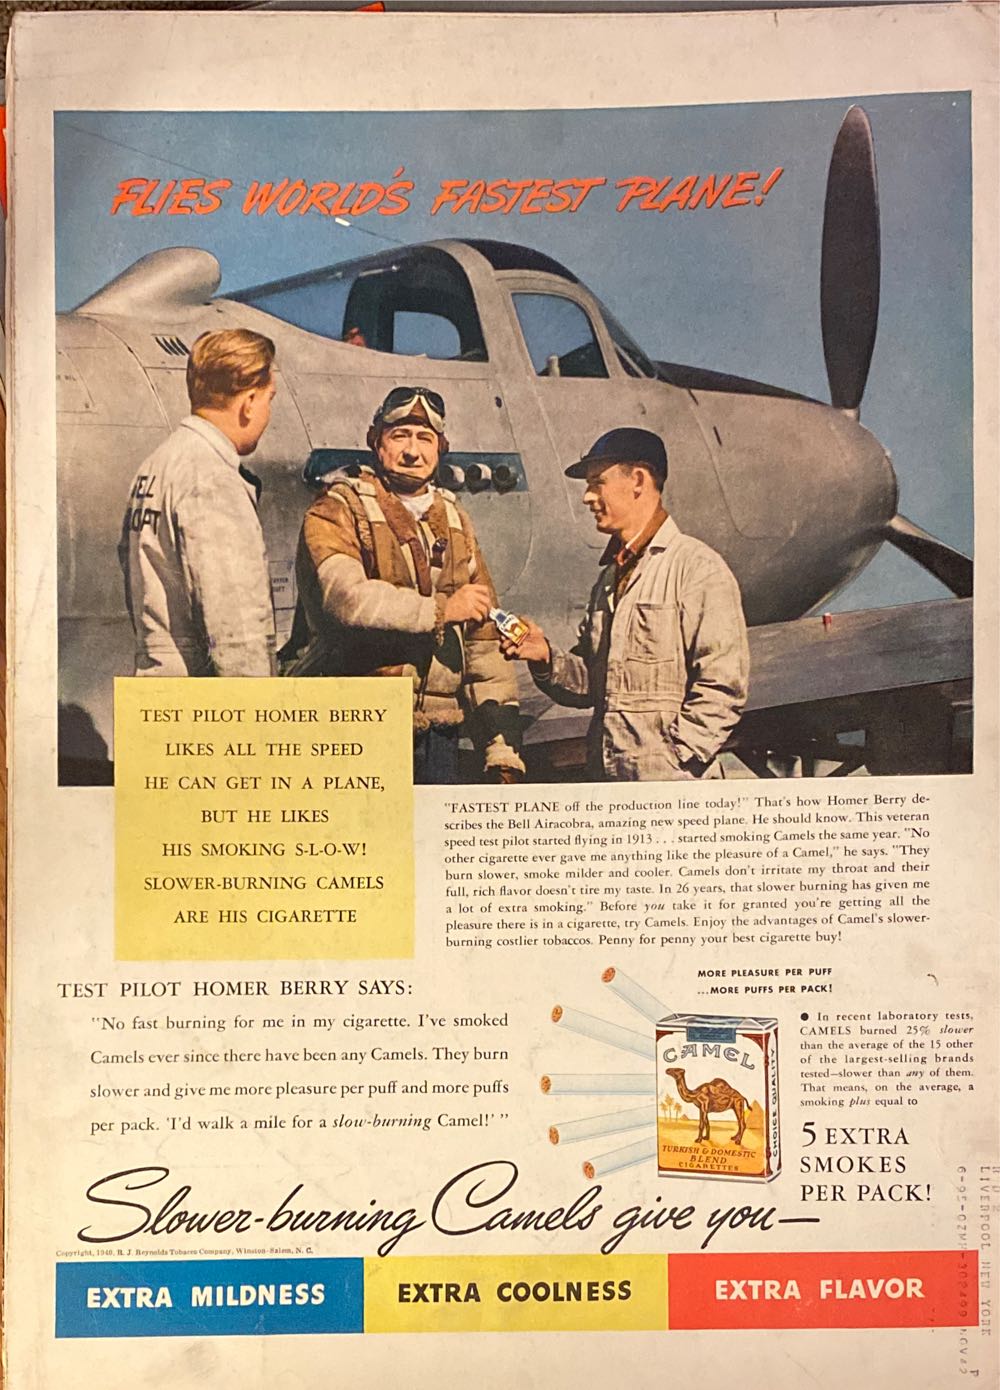 FLIES WORLD'S FASTEST PLANE!
TEST PILOT HOMER BERRY
LIKES ALL THE SPEED
HE CAN GET IN A PLANE,
BUT HE LIKES
HIS SMOKING S-L-O-W!
SLOWER-BURNING CAMELS
ARE HIS CIGARETTE
"FASTEST PLANE off the production line today!" That's how Homer Berry de-
scribes the Bell Airacobra, amazing new speed plane. He should know. This veteran
speed test pilot started flying in 1913 . . . started smoking Camels the same year. "No
other cigarette ever gave me anything like the pleasure of a Camel," he says. "They
burn slower, smoke milder and cooler. Camels don't irritate my throat and their
full, rich flavor doesn't tire my taste. In 26 years, that slower burning has given me
a lot of extra smoking." Before you take it for granted you're getting all the
pleasure there is in a cigarette, try Camels. Enjoy the advantages of Camel's slower-
burning costlier tobaccos. Penny for penny your best cigarette buy!
TEST PILOT HOMER BERRY SAYS:
"No fast burning for me in my cigarette. I've smoked
Camels ever since there have been any Camels. They burn
slower and give me more pleasure per puff and more puffs
per pack. 'I'd walk a mile for a slow-burning Camel!' "
MORE PLEASURE PER PUFF
...MORE PUFFS PER PACK!
CAMEL
TURKISH & DOMESTIC
BLEND
CIGARETTES
CHOICE QUALITY
● In recent laboratory tests,
CAMELS burned 25% slower
than the average of the 15 other
of the largest-selling brands
tested—slower than any of them.
That means, on the average, a
smoking plus equal to
5 EXTRA
SMOKES
PER PACK!
Slower-burning Camels give you—
Copyright, 1940, R. J. Reynolds Tobacco Company, Winston-Salem, N. C.
EXTRA MILDNESS
EXTRA COOLNESS
EXTRA FLAVOR
LIVERPOOL NEW YORK